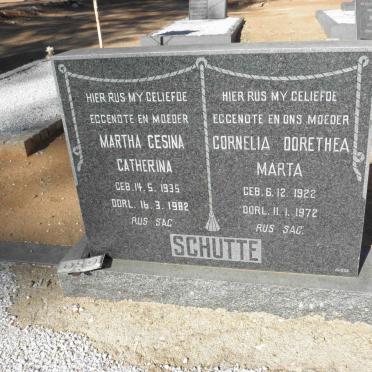 HIER RUS MY GELIEFDE
EGGENOTE EN MOEDER
MARTHA GESINA
CATHERINA
GEB. 14. 5. 1935
OORL. 16. 3. 1982
RUS SAG
HIER RUS MY GELIEFDE
EGGENOTE EN ONS MOEDER
CORNELIA DORETHEA
MARTA
GEB. 6. 12. 1922
OORL. 11. 1. 1972
RUS SAG.
SCHUTTE